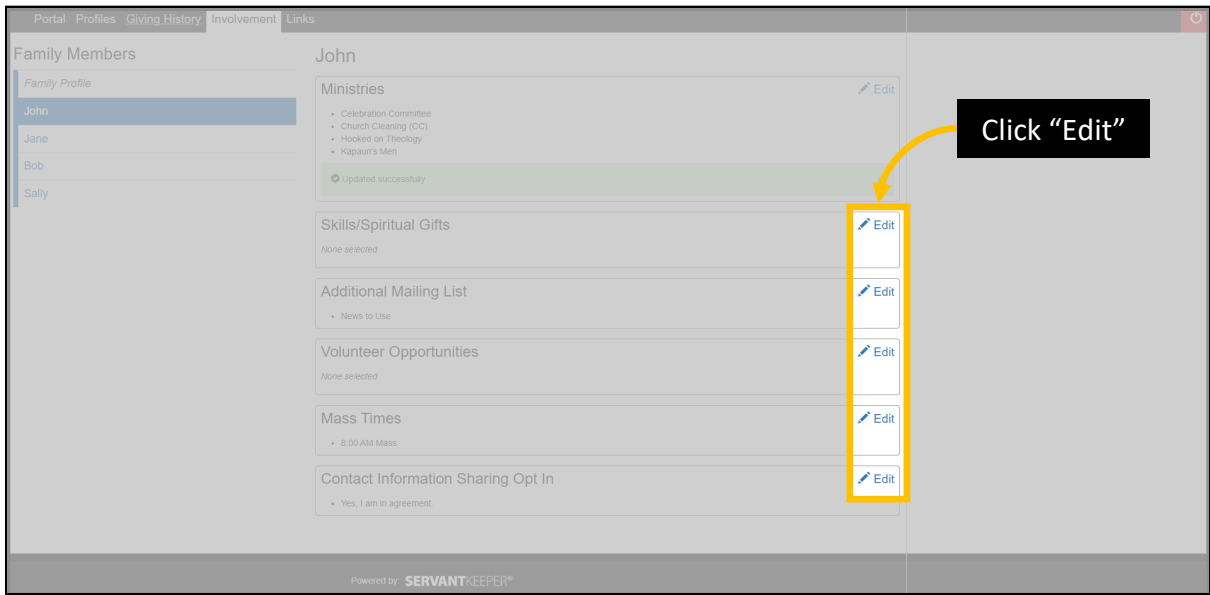 Portal Profiles Giving History Involvement Links
Family Members
Family Profile
John
Jane
Bob
Sally
John
Ministries
Edit
• Celebration Committee
• Church Cleaning (CC)
• Hooked on Theology
• Kapaun's Men
Updated successfully
Click “Edit”
Skills/Spiritual Gifts
Edit
None selected
Additional Mailing List
Edit
• News to Use
Volunteer Opportunities
Edit
None selected
Mass Times
Edit
• 8:00 AM Mass
Contact Information Sharing Opt In
Edit
• Yes, I am in agreement.
Powered by: SERVANTKEEPER®